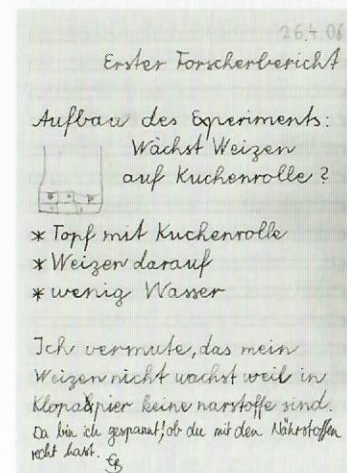 26.4.06
Erster Forscherbericht
Aufbau des Experiments:
Wächst Weizen
auf Kuchenrolle?
* Topf mit Kuchenrolle
* Weizen darauf
* wenig Wasser
Ich vermute, das mein
Weizen nicht wachst weil in
Klopapier keine narstoffe sind.
Da bin ich gespannt, ob du mit den Nährstoffen
recht hast.